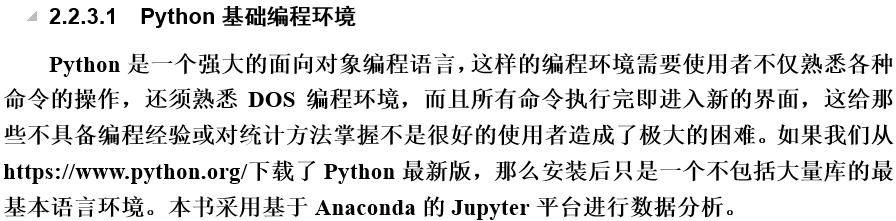 2.2.3.1 Python 基础编程环境
Python 是一个强大的面向对象编程语言，这样的编程环境需要使用者不仅熟悉各种
命令的操作，还须熟悉 DOS 编程环境，而且所有命令执行完即进入新的界面，这给那
些不具备编程经验或对统计方法掌握不是很好的使用者造成了极大的困难。如果我们从
https://www.python.org/下载了 Python 最新版，那么安装后只是一个不包括大量库的最
基本语言环境。本书采用基于 Anaconda 的 Jupyter 平台进行数据分析。